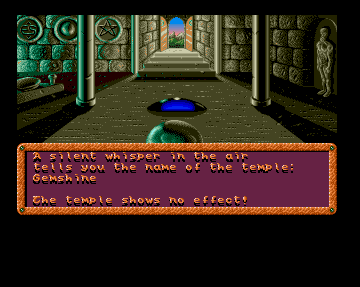 A silent whisper in the air
tells you the name of the temple:
Gemshine
The temple shows no effect!